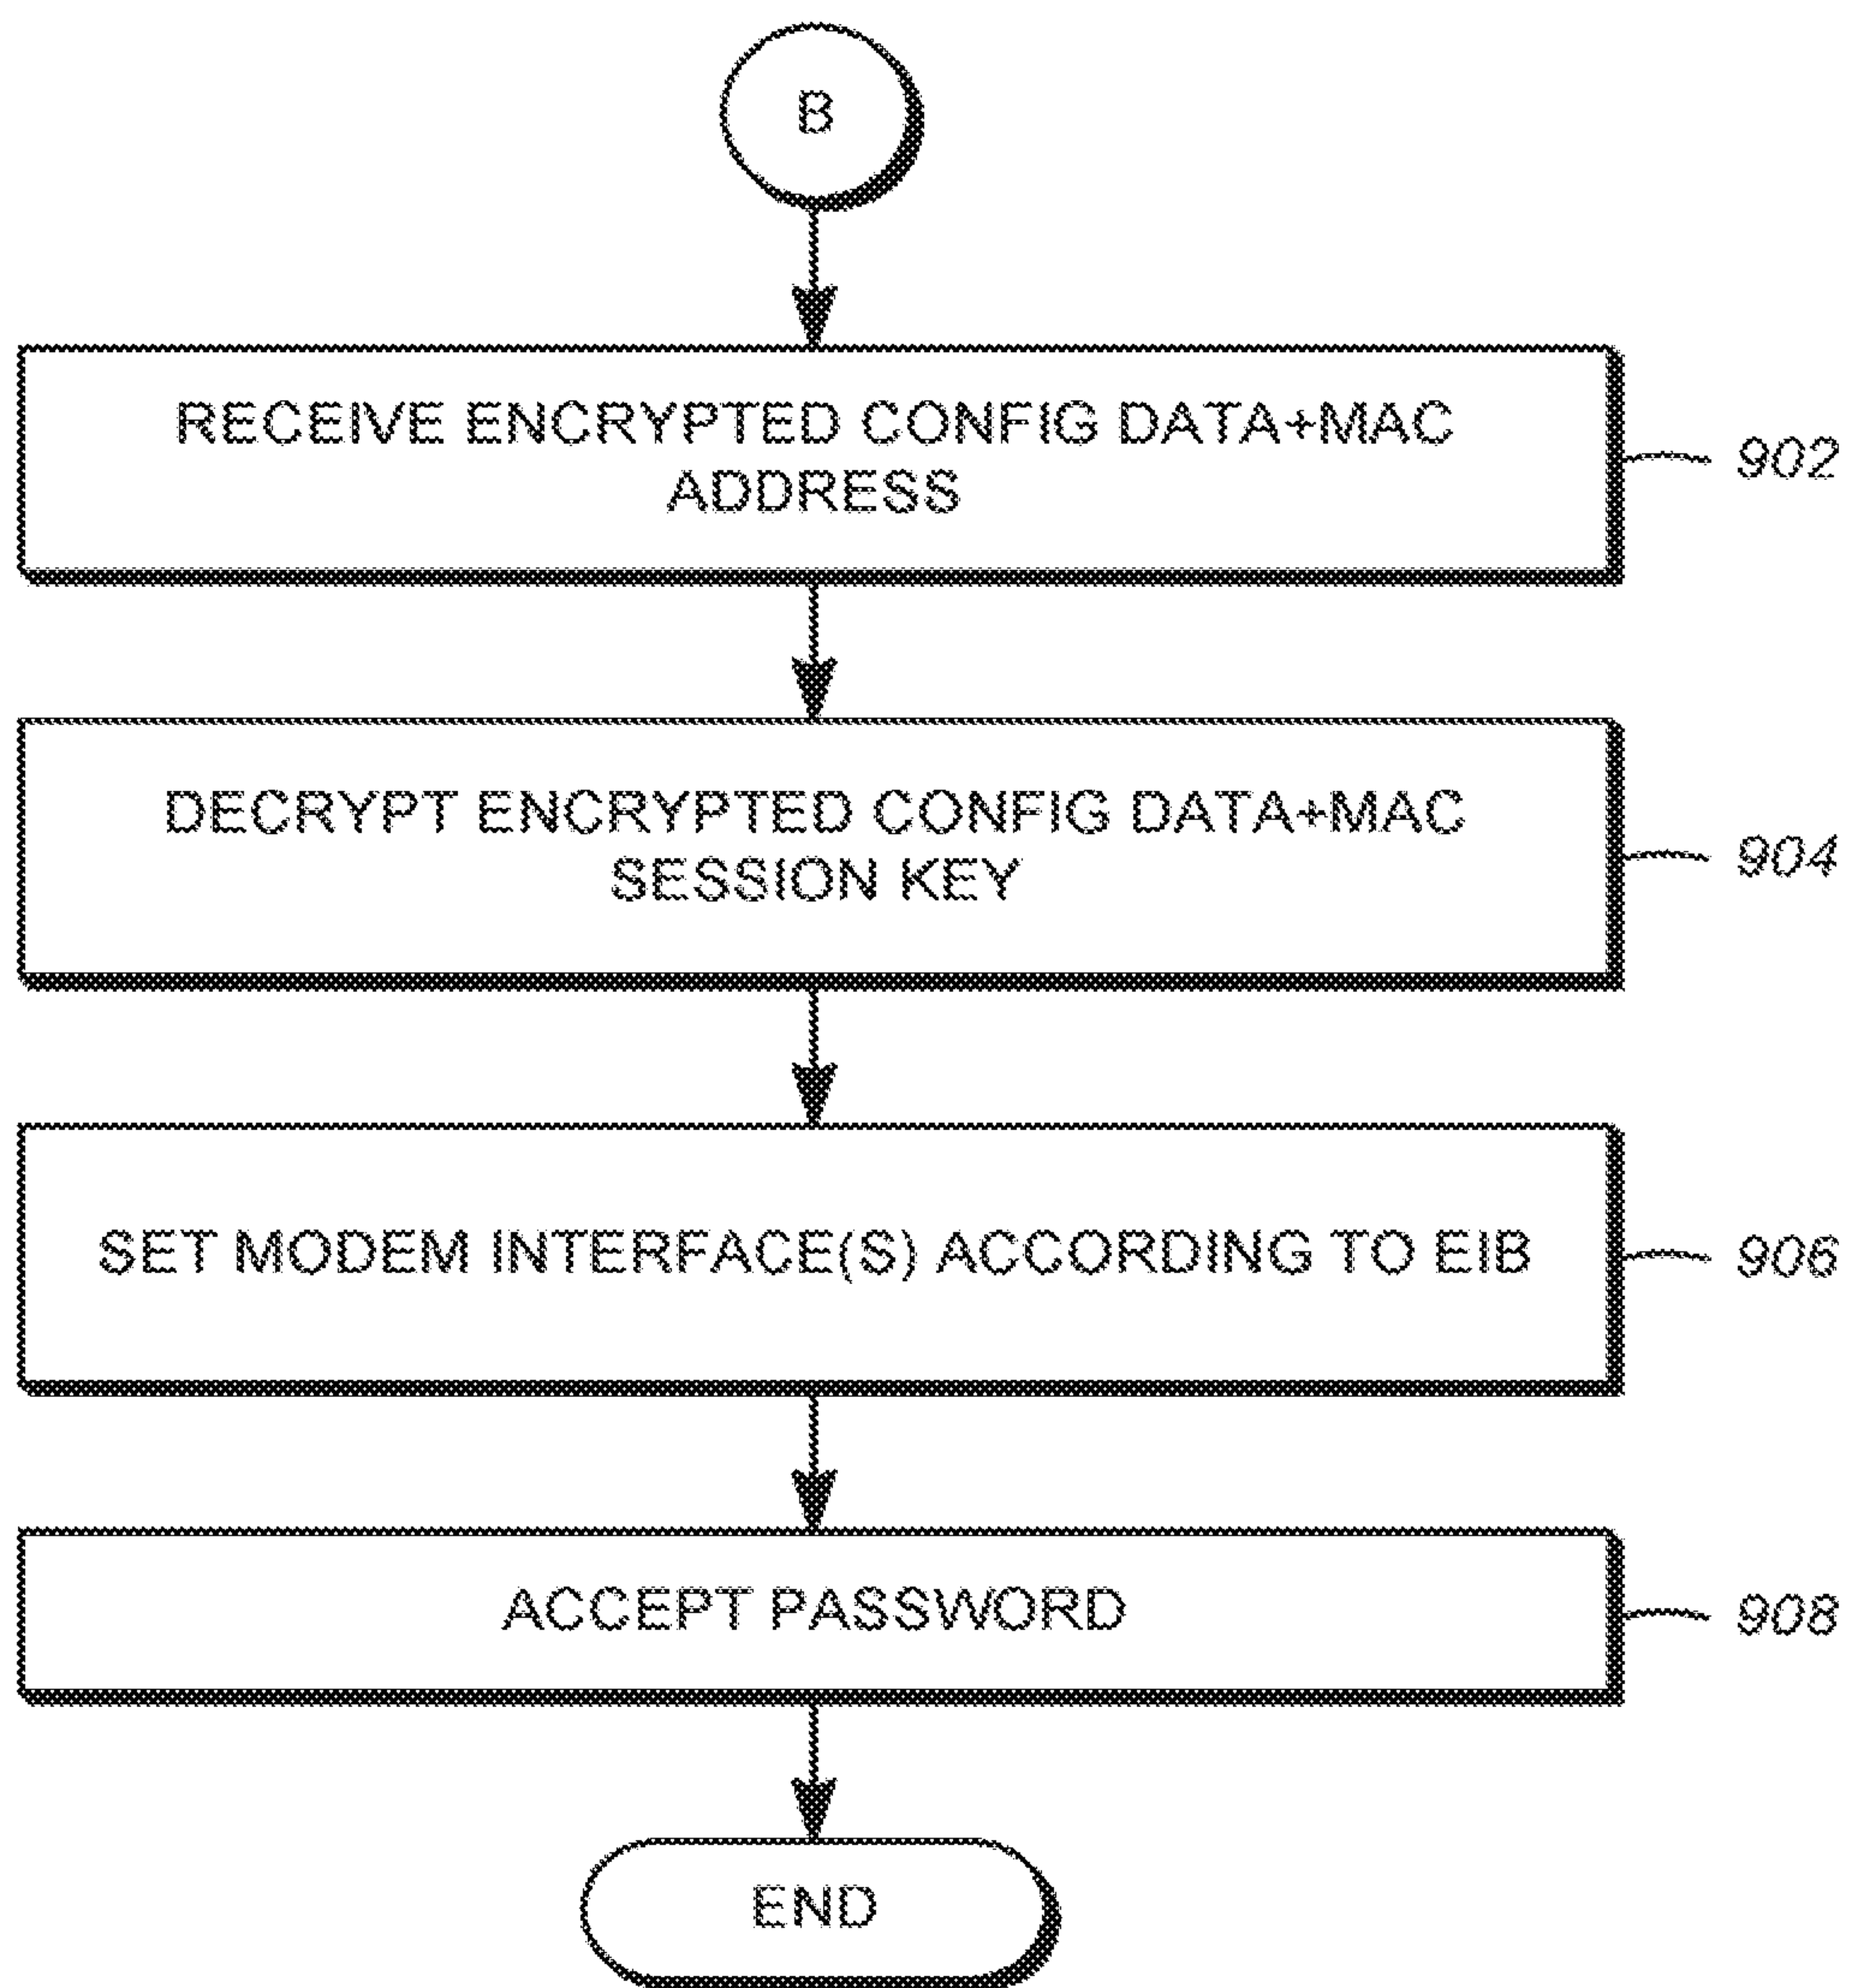 B
RECEIVE ENCRYPTED CONFIG DATA+MAC
ADDRESS
902
DECRYPT ENCRYPTED CONFIG DATA+MAC
SESSION KEY
904
SET MODEM INTERFACE(S) ACCORDING TO EIB
906
ACCEPT PASSWORD
908
END